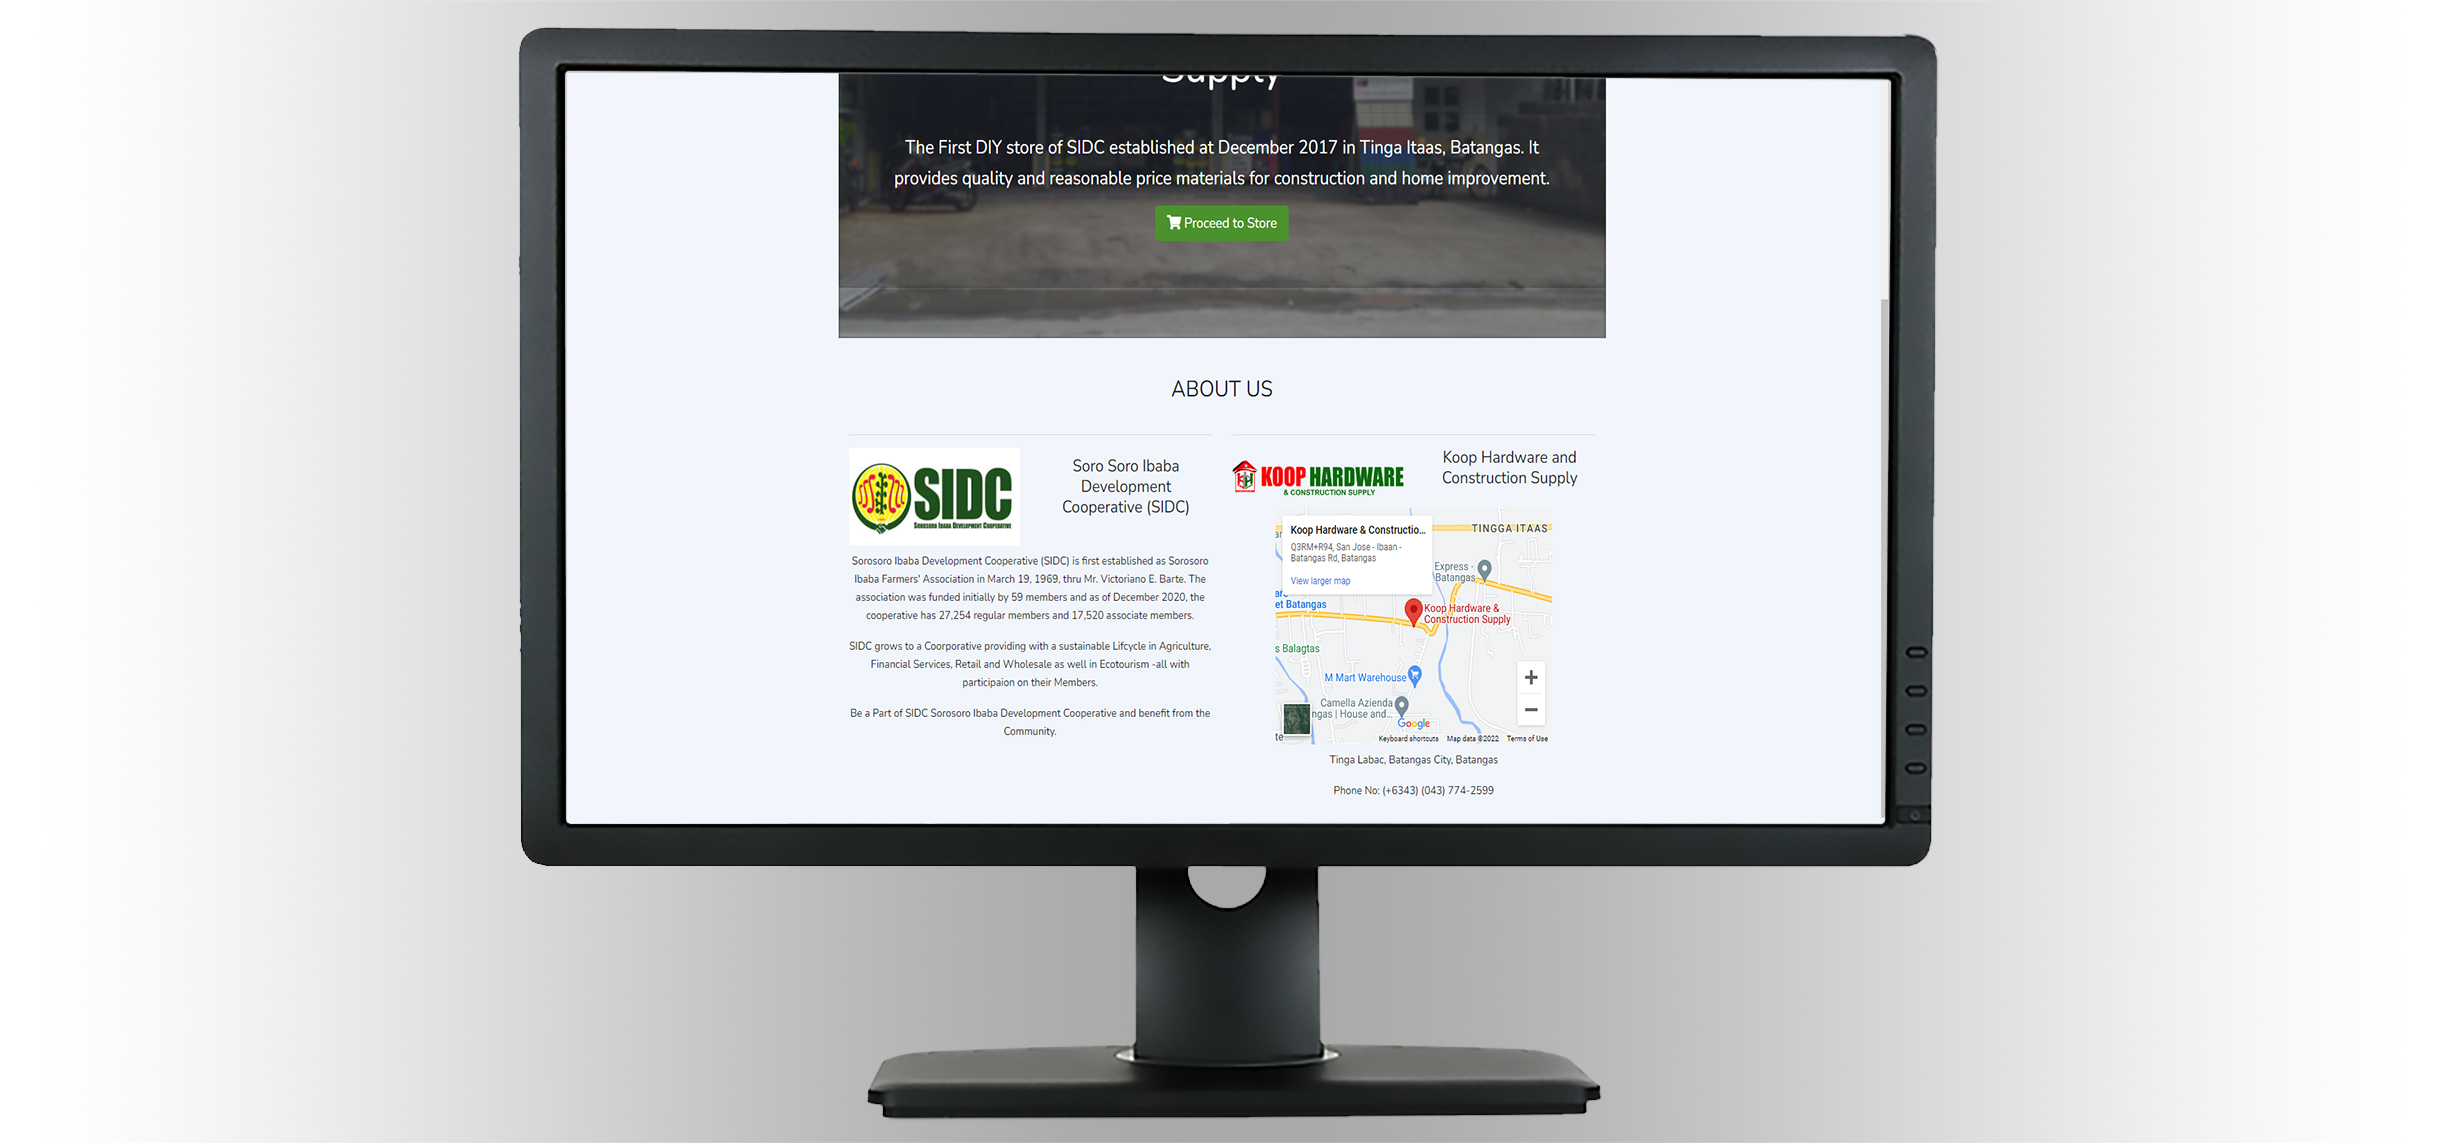 Supply
The First DIY store of SIDC established at December 2017 in Tinga Itaas, Batangas. It
provides quality and reasonable price materials for construction and home improvement.
Proceed to Store
ABOUT US
SIDC
SOROSORO IBABA DEVELOPMENT COOPERATIVE
Soro Soro Ibaba
Development
Cooperative (SIDC)
Sorosoro Ibaba Development Cooperative (SIDC) is first established as Sorosoro
Ibaba Farmers' Association in March 19, 1969, thru Mr. Victoriano E. Barte. The
association was funded initially by 59 members and as of December 2020, the
cooperative has 27,254 regular members and 17,520 associate members.
SIDC grows to a Coorporative providing with a sustainable Lifcycle in Agriculture,
Financial Services, Retail and Wholesale as well in Ecotourism -all with
participaion on their Members.
Be a Part of SIDC Sorosoro Ibaba Development Cooperative and benefit from the
Community.
KOOP HARDWARE
& CONSTRUCTION SUPPLY
Koop Hardware and
Construction Supply
Koop Hardware & Constructio...
Q3RM+R94, San Jose - Ibaan -
Batangas Rd, Batangas
View larger map
TINGGA ITAAS
Express -
Batangas
et Batangas
Koop Hardware &
Construction Supply
s Balagtas
M Mart Warehouse
Camella Azienda
ngas | House and...
Google
Keyboard shortcuts Map data ©2022 Terms of Use
Tinga Labac, Batangas City, Batangas
Phone No: (+6343) (043) 774-2599